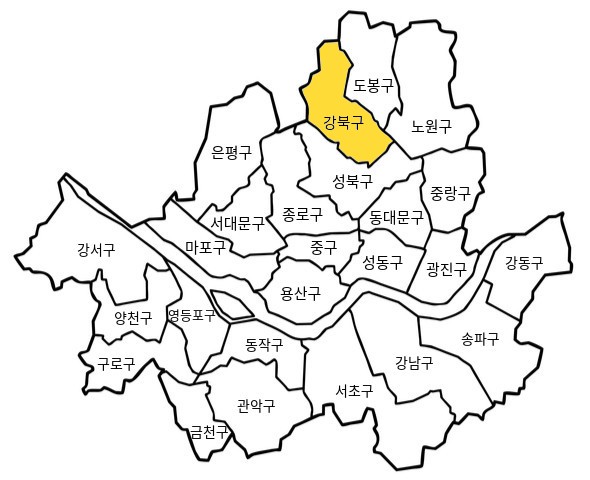 도봉구
강북구
노원구
은평구
성북구
중랑구
종로구
동대문구
서대문구
마포구
중구
강서구
성동구
광진구
강동구
용산구
양천구
영등포구
동작구
송파구
구로구
강남구
서초구
관악구
금천구